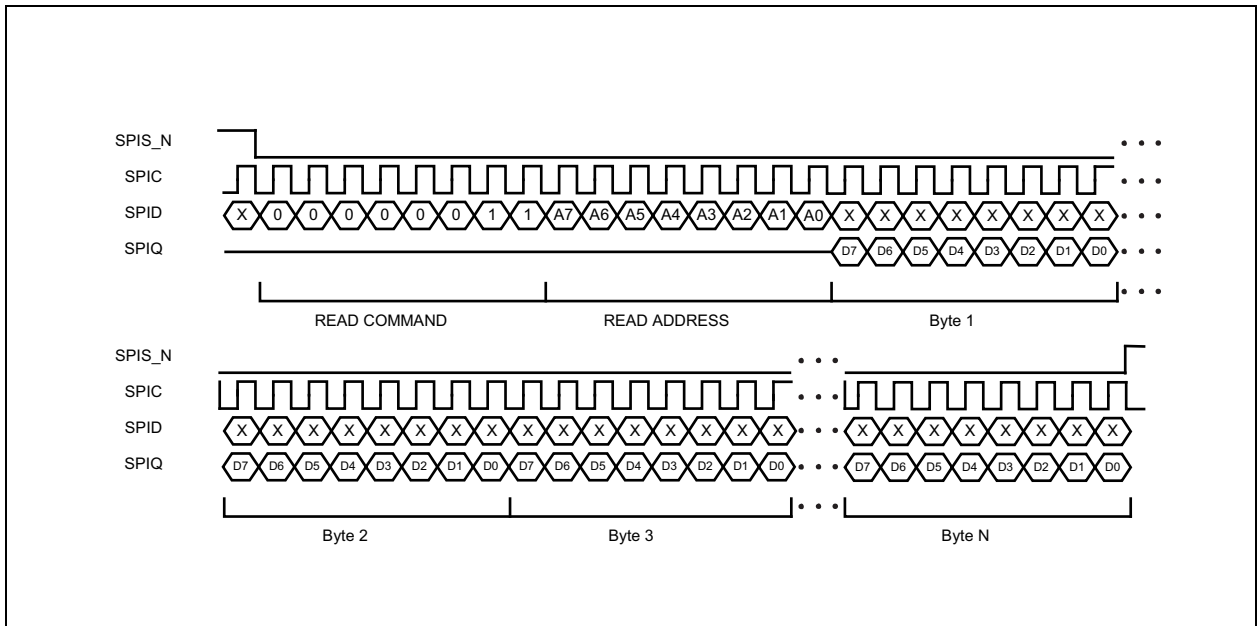 SPIS_N
SPIC
SPID X 0 0 0 0 0 0 1 1 A7 A6 A5 A4 A3 A2 A1 A0 X X X X X X X X
SPIQ D7 D6 D5 D4 D3 D2 D1 D0
READ COMMAND READ ADDRESS Byte 1
SPIS_N
SPIC
SPID X X X X X X X X X X X X X X X X X X X X X X X X
SPIQ D7 D6 D5 D4 D3 D2 D1 D0 D7 D6 D5 D4 D3 D2 D1 D0 D7 D6 D5 D4 D3 D2 D1 D0
Byte 2 Byte 3 Byte N